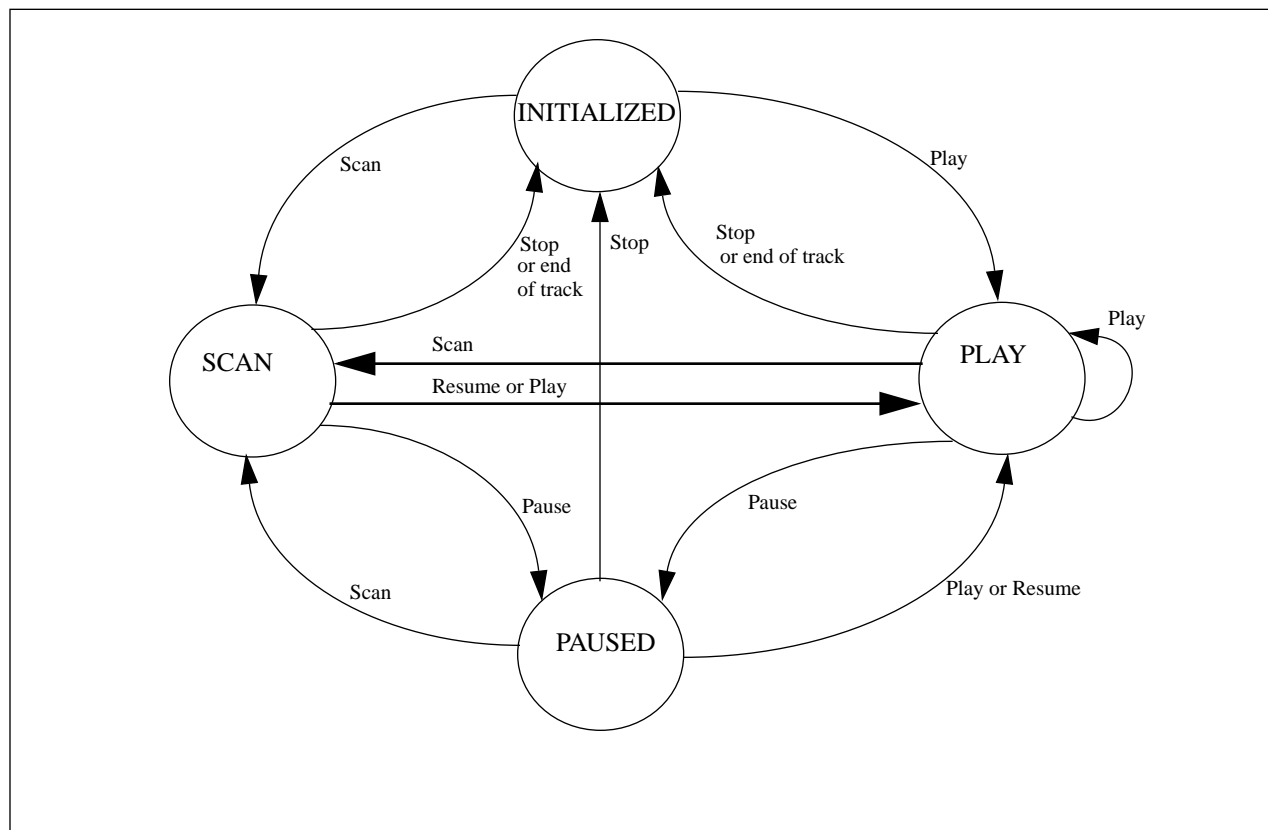 INITIALIZED
Scan
Play
Stop
or end
of track
Stop
Stop
or end of track
SCAN
Scan
Resume or Play
PLAY
Play
Pause
Pause
Scan
Play or Resume
PAUSED